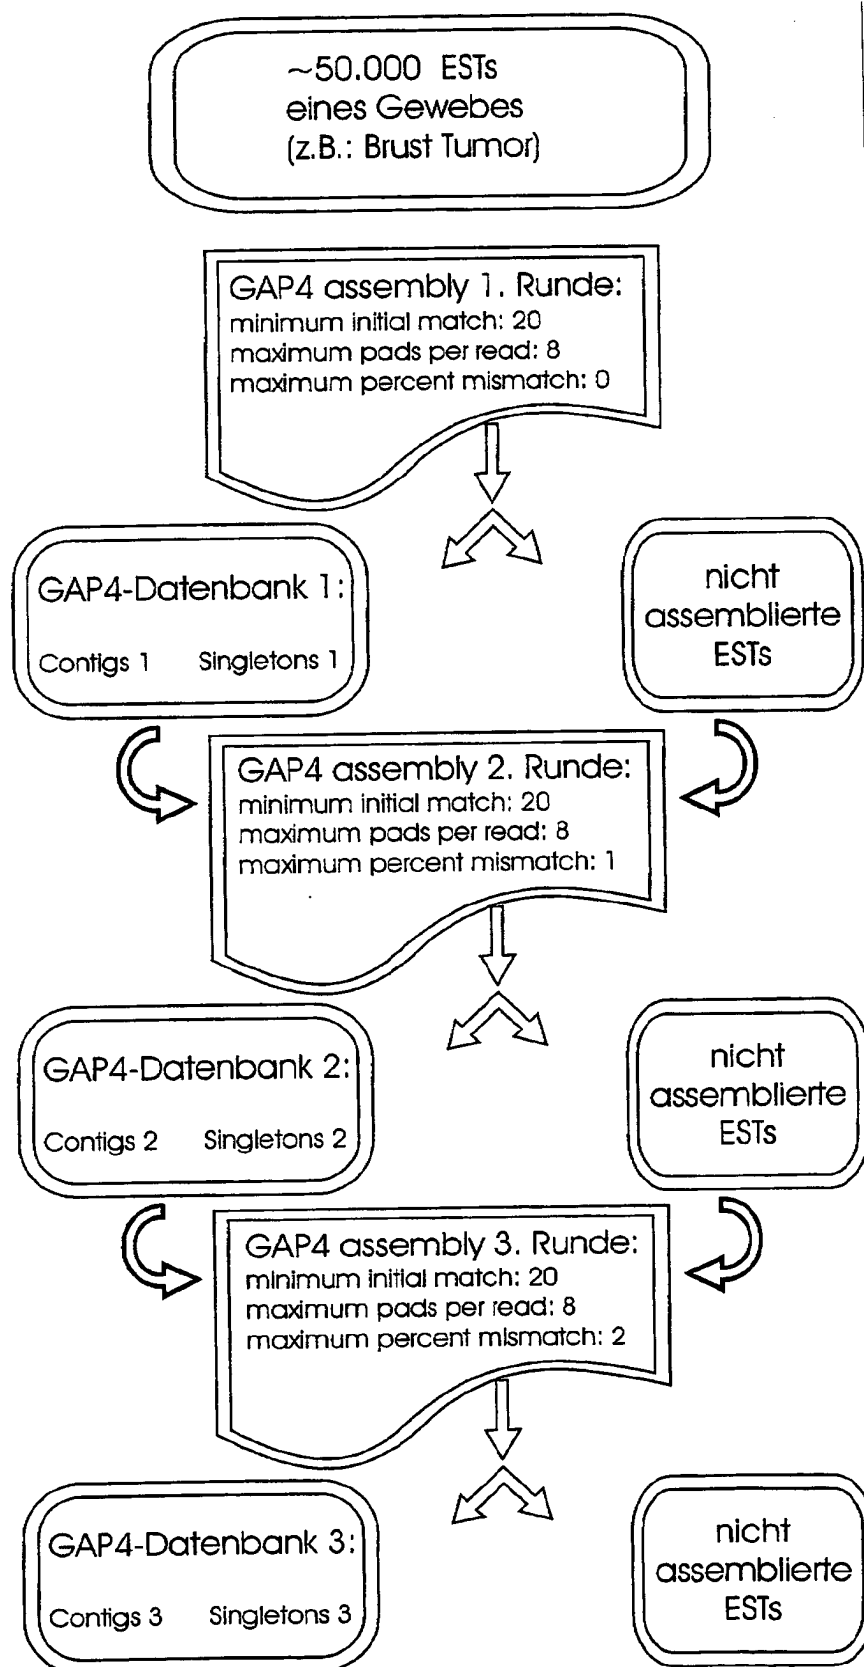 ~50.000 ESTs
eines Gewebes
(z.B.: Brust Tumor)
GAP4 assembly 1. Runde:
minimum initial match: 20
maximum pads per read: 8
maximum percent mismatch: 0
GAP4-Datenbank 1:
Contigs 1 Singletons 1
nicht
assemblierte
ESTs
GAP4 assembly 2. Runde:
minimum initial match: 20
maximum pads per read: 8
maximum percent mismatch: 1
GAP4-Datenbank 2:
Contigs 2 Singletons 2
nicht
assemblierte
ESTs
GAP4 assembly 3. Runde:
minimum initial match: 20
maximum pads per read: 8
maximum percent mismatch: 2
GAP4-Datenbank 3:
Contigs 3 Singletons 3
nicht
assemblierte
ESTs